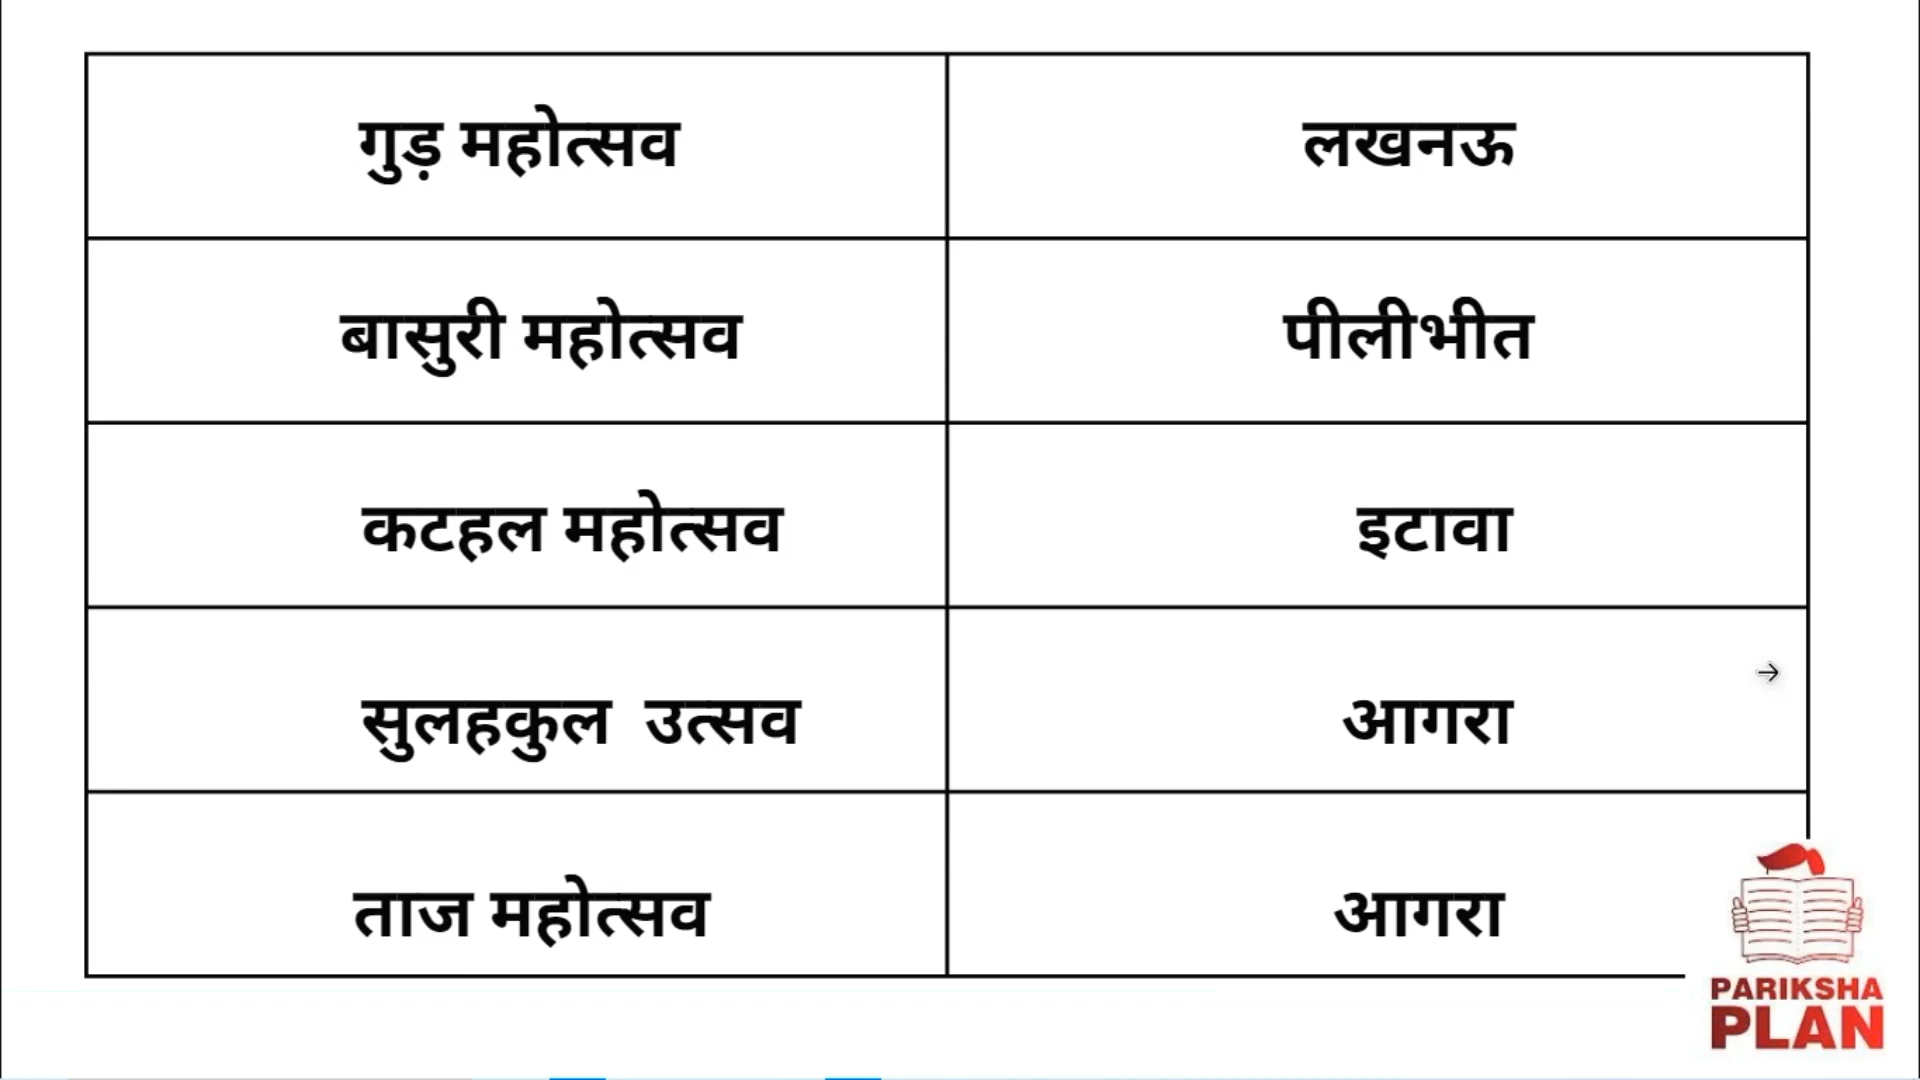 गुड़ महोत्सव लखनऊ
बासुरी महोत्सव पीलीभीत
कटहल महोत्सव इटावा
सुलहकुल उत्सव आगरा
ताज महोत्सव आगरा
PARIKSHA
PLAN